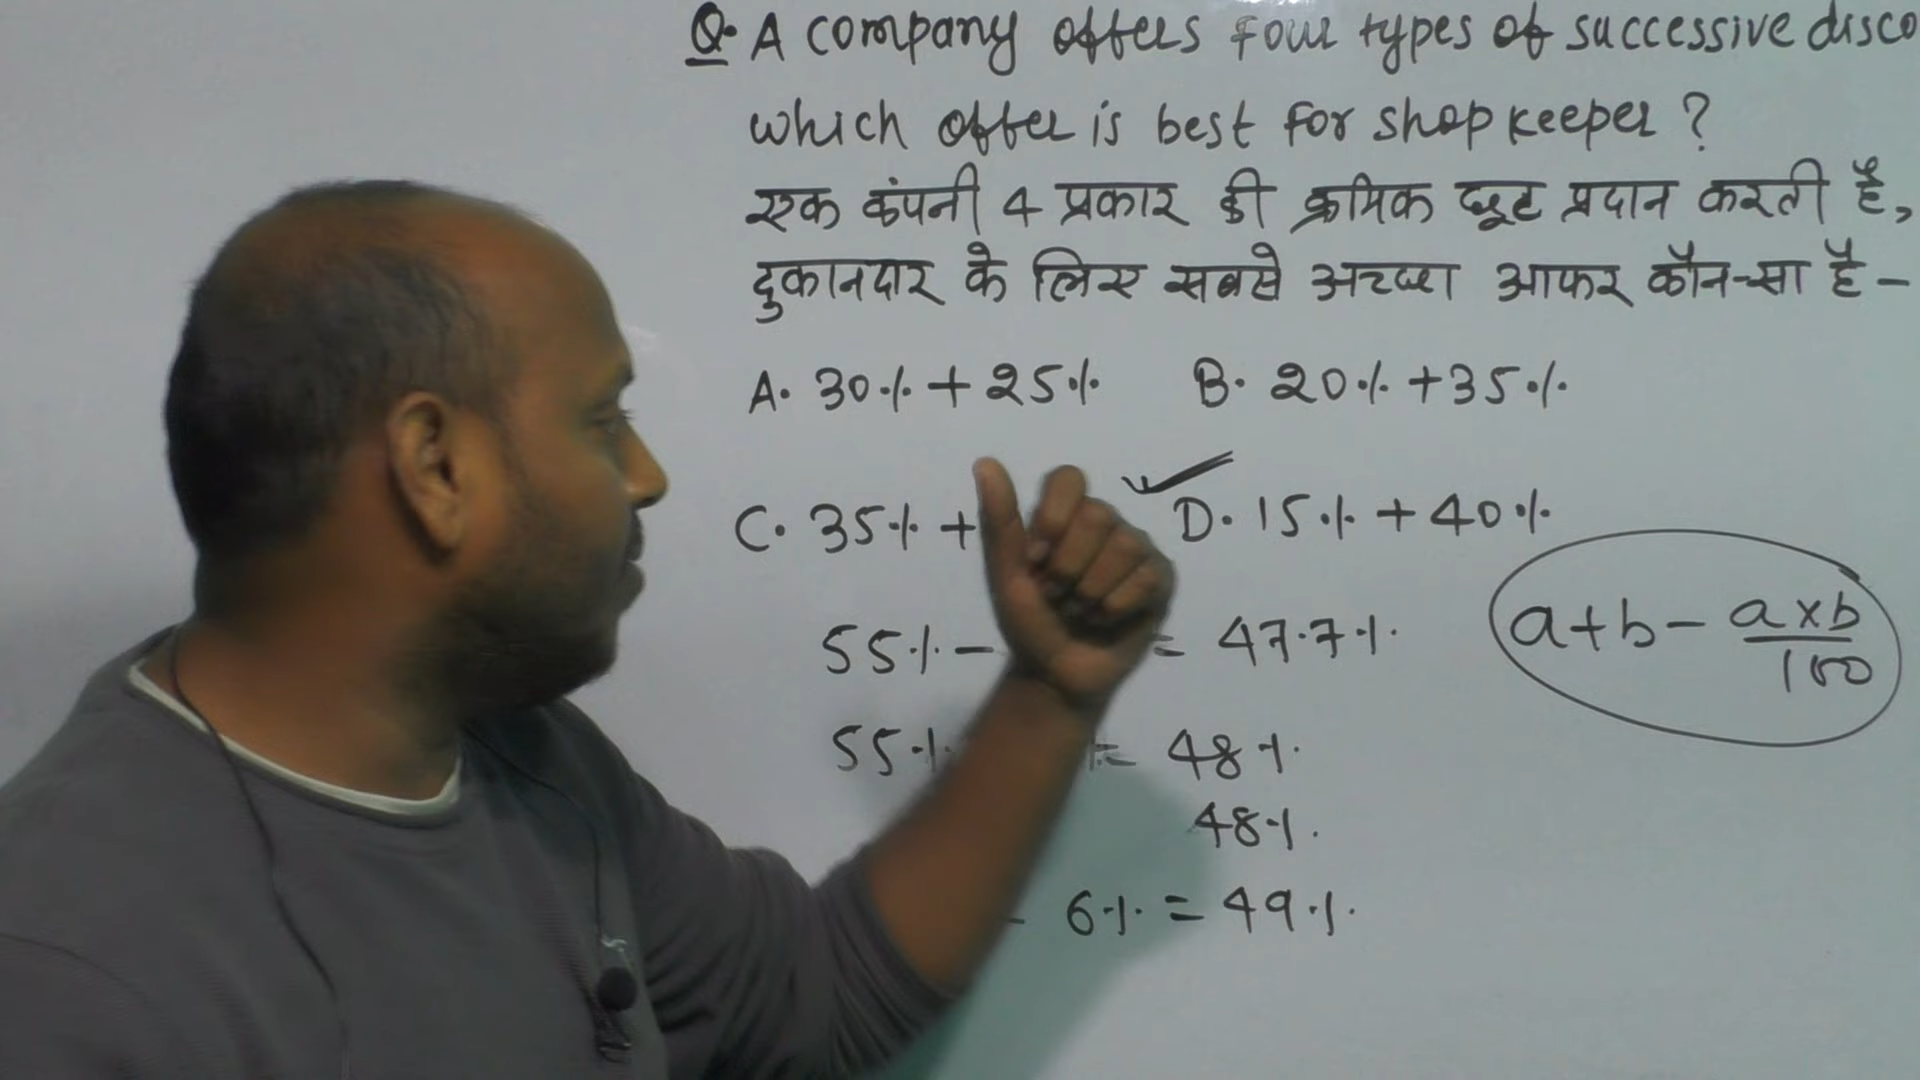 Q. A company offers four types of successive disco
which offer is best for shopkeeper ?
एक कंपनी 4 प्रकार की क्रमिक छूट प्रदान करती है,
दुकानदार के लिए सबसे अच्छा आफर कौन-सा है -
A. 30% + 25% B. 20% + 35%
C. 35% + ✓ D. 15% + 40%
55% - = 47.7%
a+b - a×b/100
55% = 48%
48%.
- 6% = 49%.